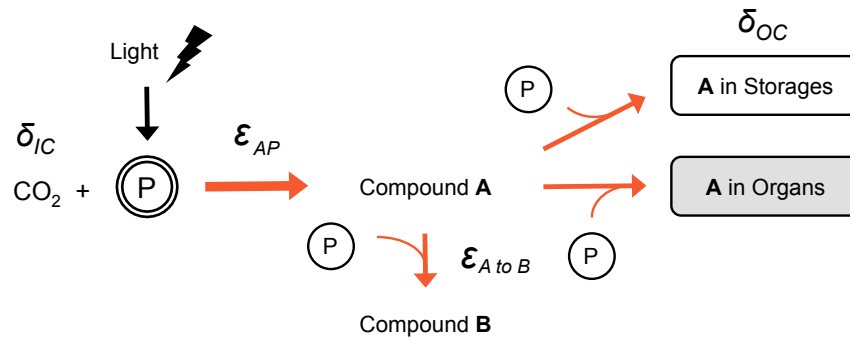 δOC
Light
P
A in Storages
δIC
εAP
CO2 + P
Compound A
A in Organs
P
P
εA to B
Compound B